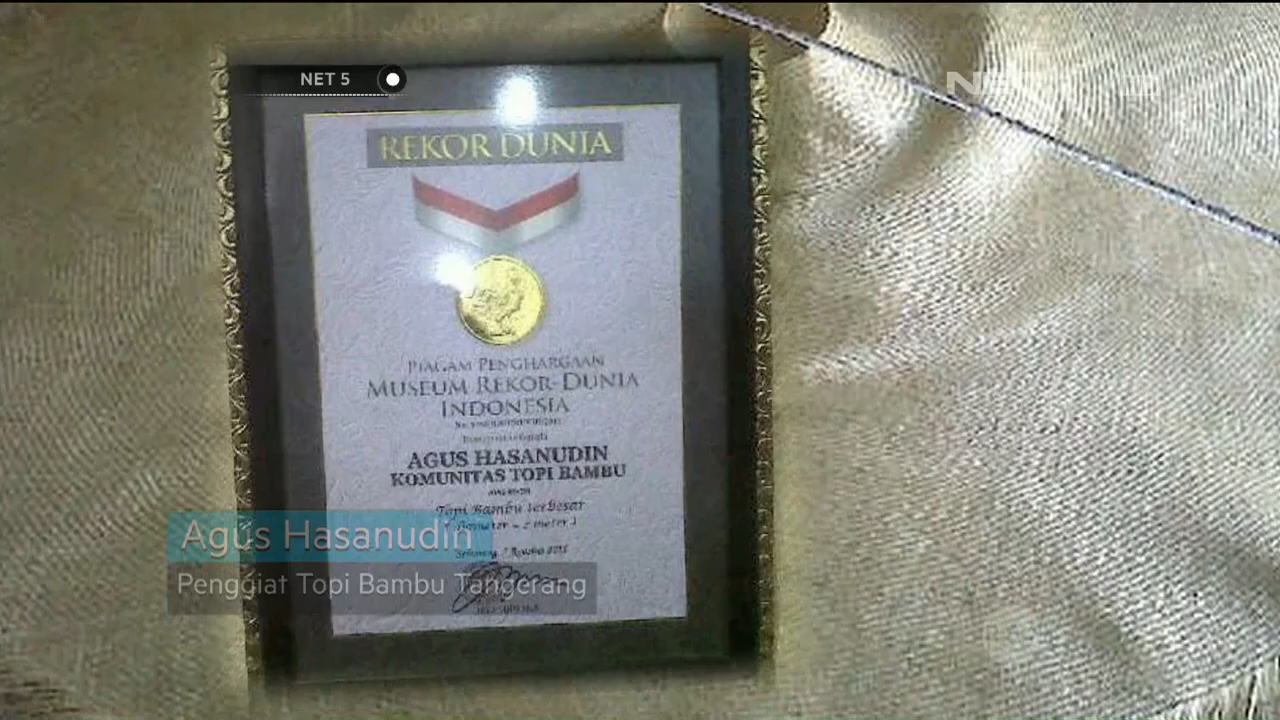 NET 5
REKOR DUNIA
PIAGAM PENGHARGAAN
MUSEUM REKOR-DUNIA
INDONESIA
AGUS HASANUDIN
KOMUNITAS TOPI BAMBU
Topi Bambu terbesar
Agus Hasanudin
Penggiat Topi Bambu Tangerang